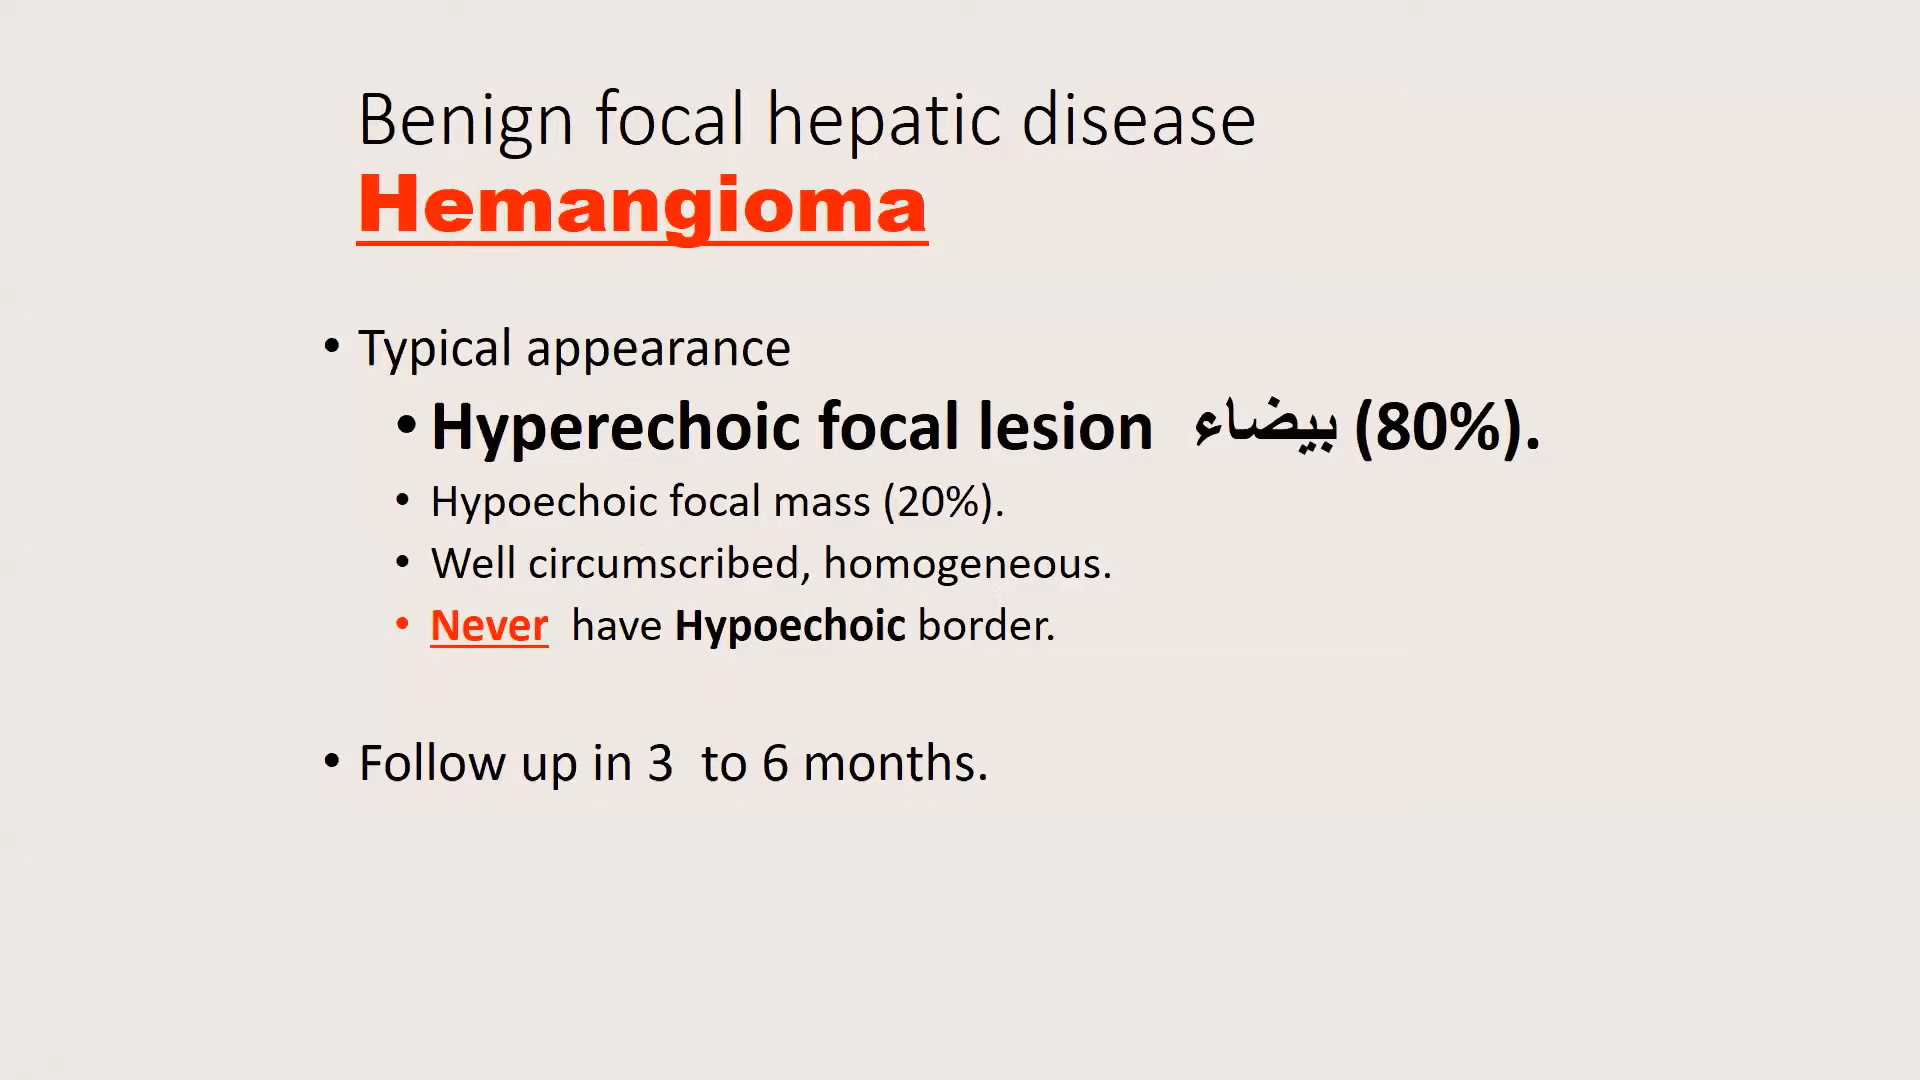 Benign focal hepatic disease
Hemangioma
• Typical appearance
• Hyperechoic focal lesion بيضاء (80%).
• Hypoechoic focal mass (20%).
• Well circumscribed, homogeneous.
• Never have Hypoechoic border.
• Follow up in 3 to 6 months.